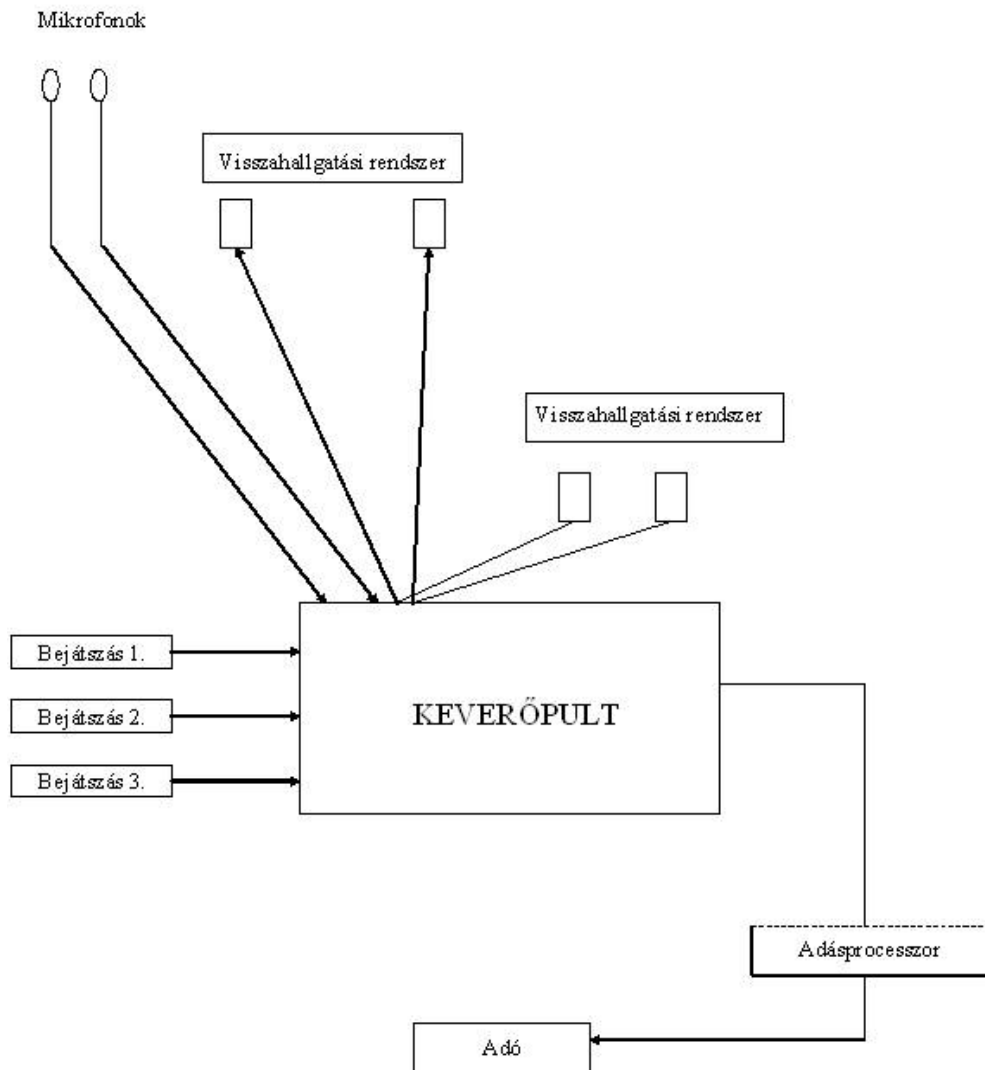 Mikrofonok
Visszahallgatási rendszer
Visszahallgatási rendszer
Bejátszás 1.
Bejátszás 2.
KEVERŐPULT
Bejátszás 3.
Adásprocesszor
Adó